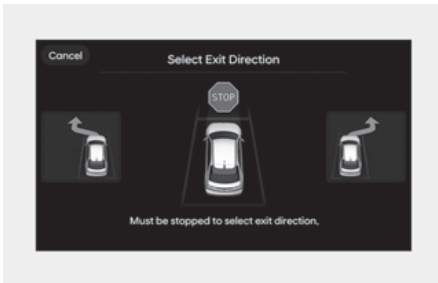 Cancel
Select Exit Direction
STOP
Must be stopped to select exit direction.